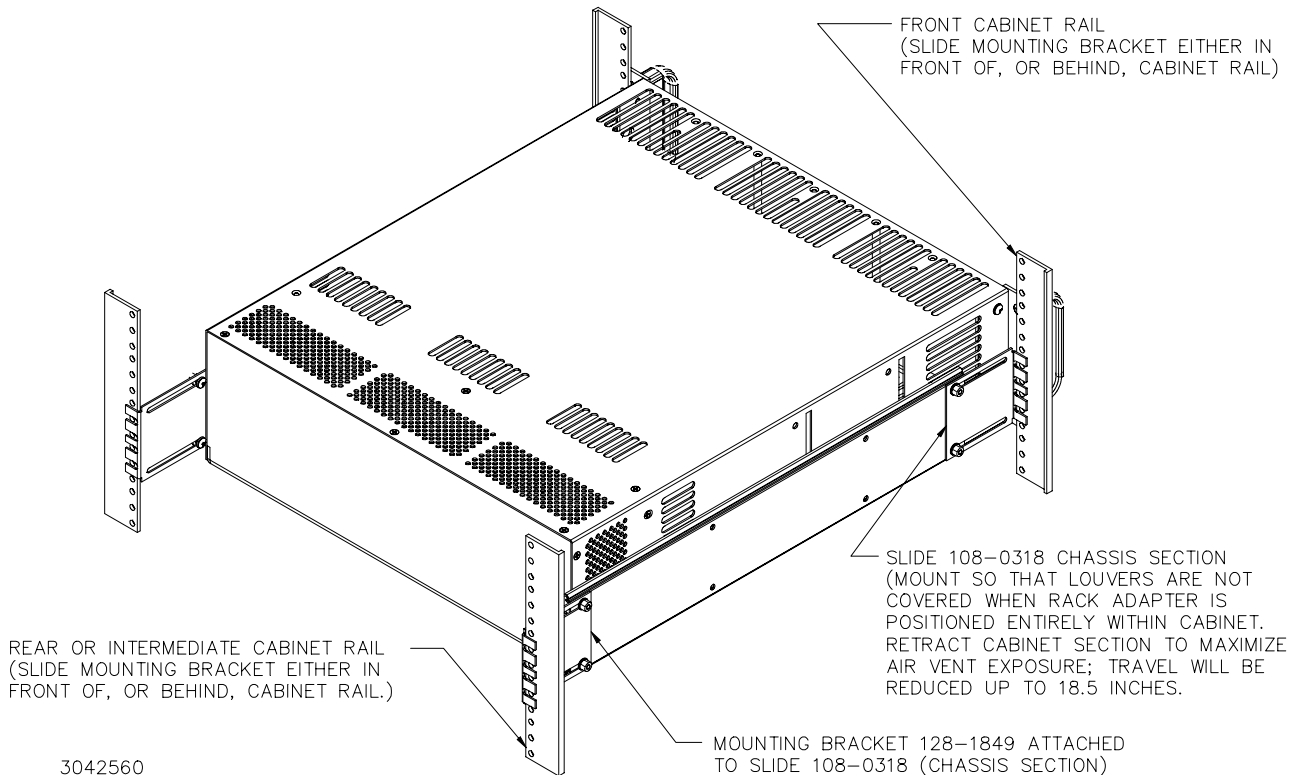 FRONT CABINET RAIL
(SLIDE MOUNTING BRACKET EITHER IN
FRONT OF, OR BEHIND, CABINET RAIL)
SLIDE 108-0318 CHASSIS SECTION
(MOUNT SO THAT LOUVERS ARE NOT
COVERED WHEN RACK ADAPTER IS
POSITIONED ENTIRELY WITHIN CABINET.
RETRACT CABINET SECTION TO MAXIMIZE
AIR VENT EXPOSURE; TRAVEL WILL BE
REDUCED UP TO 18.5 INCHES.
REAR OR INTERMEDIATE CABINET RAIL
(SLIDE MOUNTING BRACKET EITHER IN
FRONT OF, OR BEHIND, CABINET RAIL.)
MOUNTING BRACKET 128-1849 ATTACHED
TO SLIDE 108-0318 (CHASSIS SECTION)
3042560